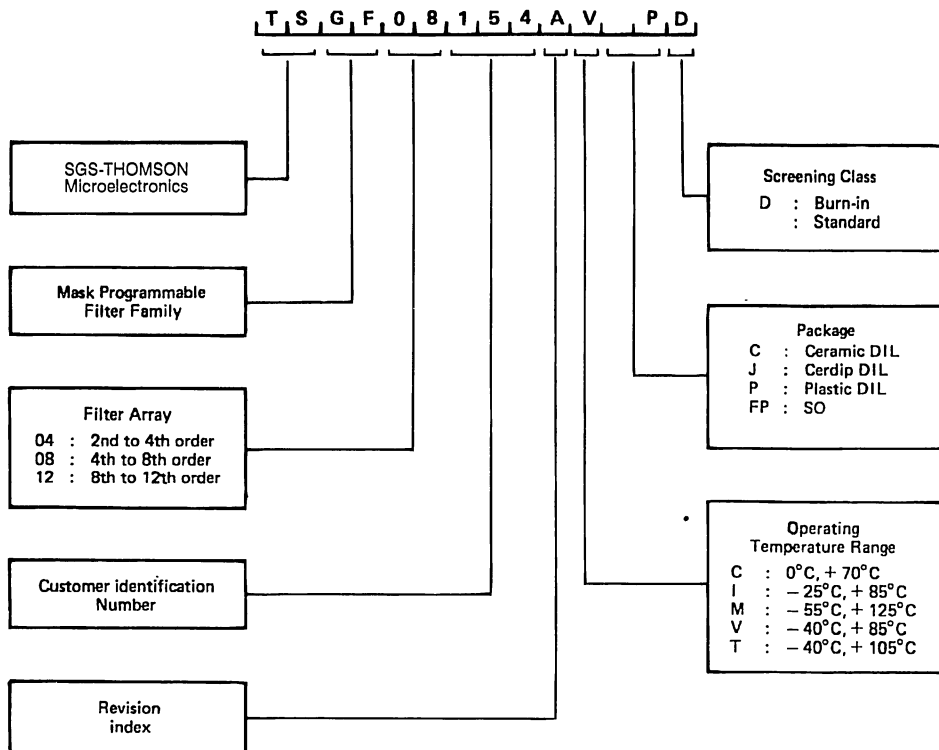 T S G F 0 8 1 5 4 A V P D
SGS-THOMSON
Microelectronics
Mask Programmable
Filter Family
Filter Array
04 : 2nd to 4th order
08 : 4th to 8th order
12 : 8th to 12th order
Customer identification
Number
Revision
index
Screening Class
D : Burn-in
: Standard
Package
C : Ceramic DIL
J : Cerdip DIL
P : Plastic DIL
FP : SO
Operating
Temperature Range
C : 0°C, + 70°C
I : – 25°C, + 85°C
M : – 55°C, + 125°C
V : – 40°C, + 85°C
T : – 40°C, + 105°C